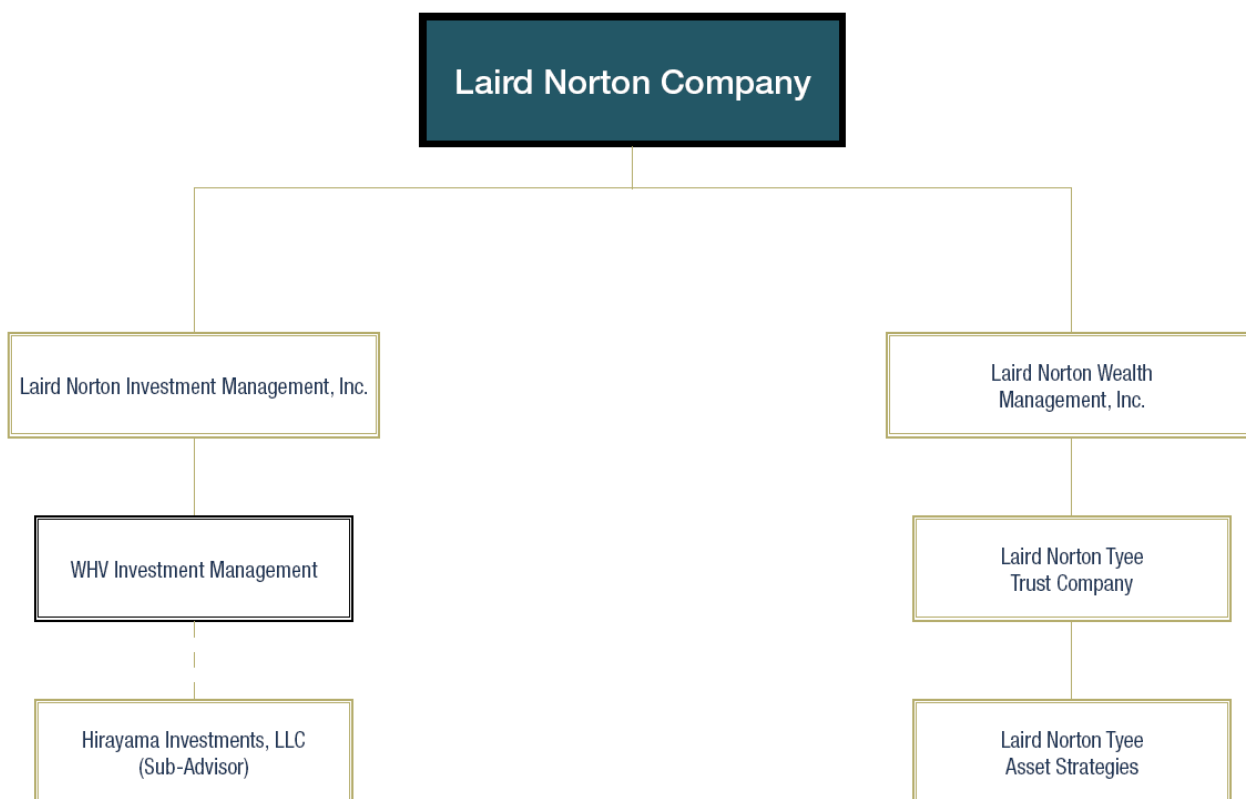 Laird Norton Company
Laird Norton Investment Management, Inc.
Laird Norton Wealth
Management, Inc.
WHV Investment Management
Laird Norton Tyee
Trust Company
Hirayama Investments, LLC
(Sub-Advisor)
Laird Norton Tyee
Asset Strategies